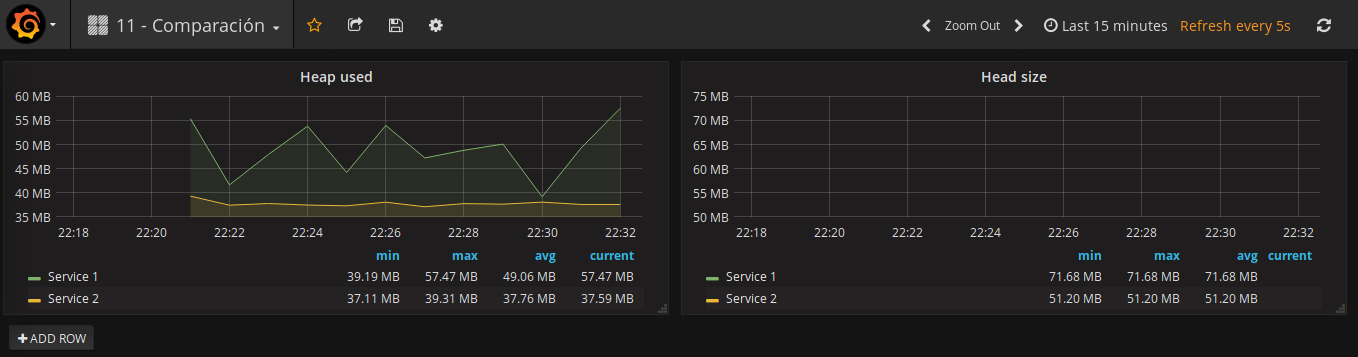 11 - Comparación
Zoom Out
Last 15 minutes
Refresh every 5s
Heap used
60 MB
55 MB
50 MB
45 MB
40 MB
35 MB
22:18 22:20 22:22 22:24 22:26 22:28 22:30 22:32
min max avg current
Service 1 39.19 MB 57.47 MB 49.06 MB 57.47 MB
Service 2 37.11 MB 39.31 MB 37.76 MB 37.59 MB
Head size
75 MB
70 MB
65 MB
60 MB
55 MB
50 MB
22:18 22:20 22:22 22:24 22:26 22:28 22:30 22:32
min max avg current
Service 1 71.68 MB 71.68 MB 71.68 MB
Service 2 51.20 MB 51.20 MB 51.20 MB
ADD ROW